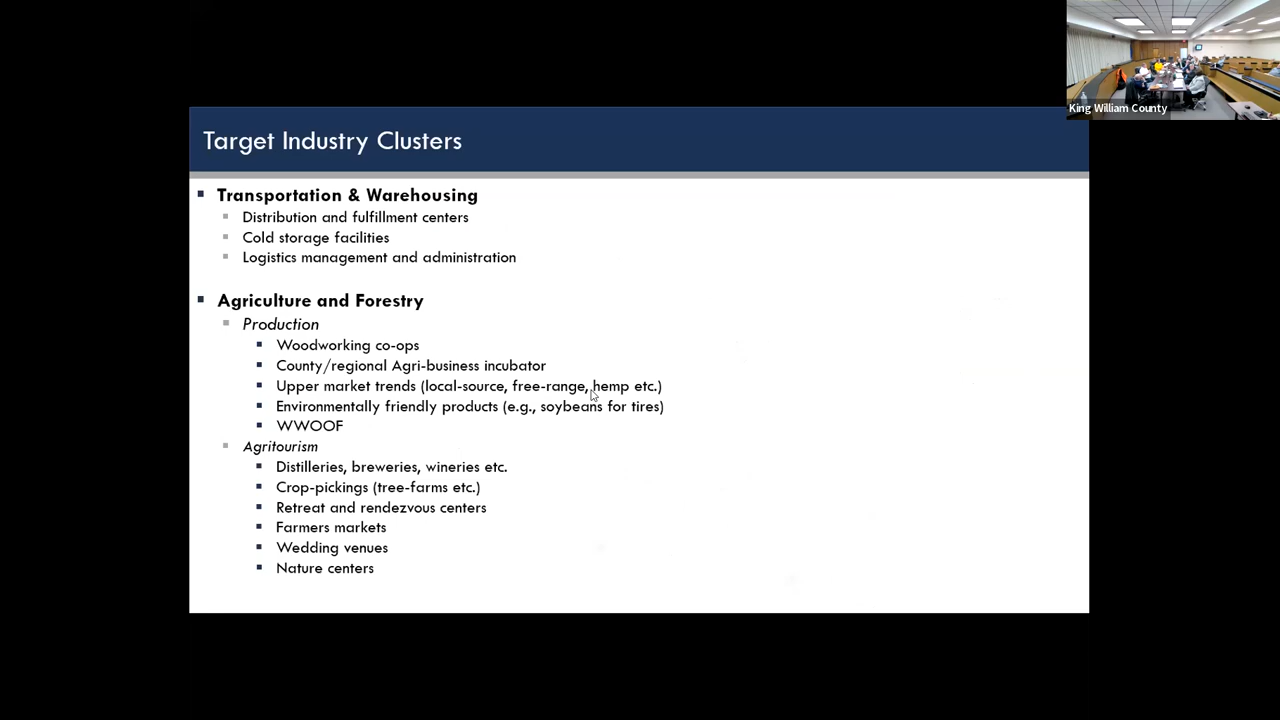 King William County
Target Industry Clusters
Transportation & Warehousing
Distribution and fulfillment centers
Cold storage facilities
Logistics management and administration
Agriculture and Forestry
Production
Woodworking co-ops
County/regional Agri-business incubator
Upper market trends (local-source, free-range, hemp etc.)
Environmentally friendly products (e.g., soybeans for tires)
WWOOF
Agritourism
Distilleries, breweries, wineries etc.
Crop-pickings (tree-farms etc.)
Retreat and rendezvous centers
Farmers markets
Wedding venues
Nature centers